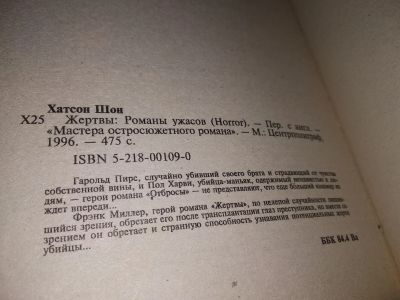 Хатсон Шон
Х25 Жертвы: Романы ужасов (Horror). — Пер. с англ. —
«Мастера остросюжетного романа». — М.: Центрполиграф,
1996. — 475 с.
ISBN 5-218-00109-0
Гарольд Пирс, случайно убивший своего брата и страдающий от чувства
собственной вины, и Пол Харви, убийца-маньяк, одержимый ненавистью к лю-
дям, — герои романа «Отбросы» — не представляют, что еще больший кошмар их
ждет впереди...
Фрэнк Миллер, герой романа «Жертвы», по нелепой случайности лишив-
шийся зрения, обретает его после трансплантации глаз преступника, но вместе со
зрением он обретает и странную способность узнавания потенциальных жертв
убийцы...
ББК 84.4 Вл